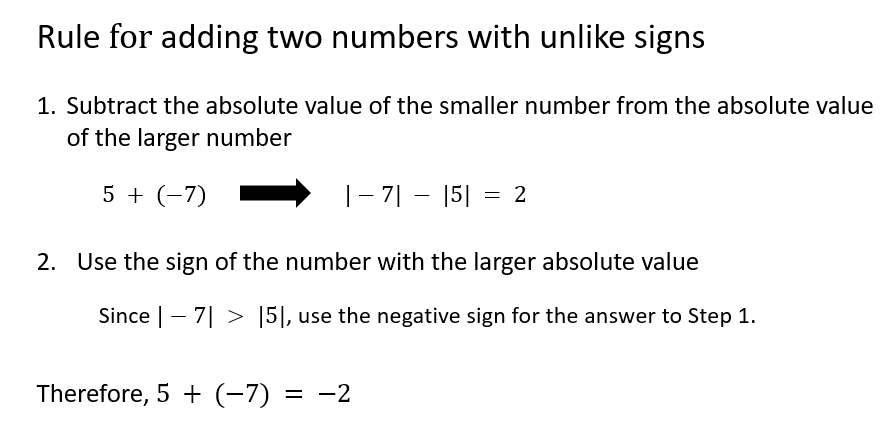 Rule for adding two numbers with unlike signs
1. Subtract the absolute value of the smaller number from the absolute value
of the larger number
5 + (−7) |− 7| − |5| = 2
2. Use the sign of the number with the larger absolute value
Since |− 7| > |5|, use the negative sign for the answer to Step 1.
Therefore, 5 + (−7) = −2